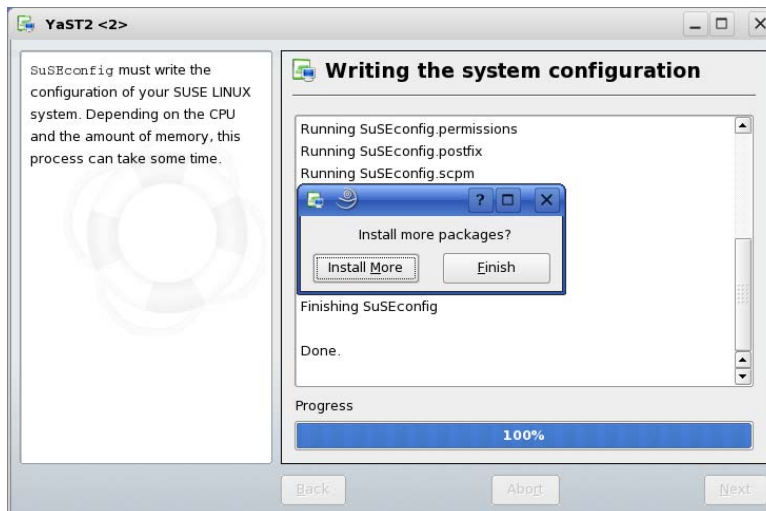 YaST2 <2>
SuSEconfig must write the
configuration of your SUSE LINUX
system. Depending on the CPU
and the amount of memory, this
process can take some time.
Writing the system configuration
Running SuSEconfig.permissions
Running SuSEconfig.postfix
Running SuSEconfig.scpm
?
Install more packages?
Install More
Finish
Finishing SuSEconfig
Done.
Progress
100%
Back
Abort
Next